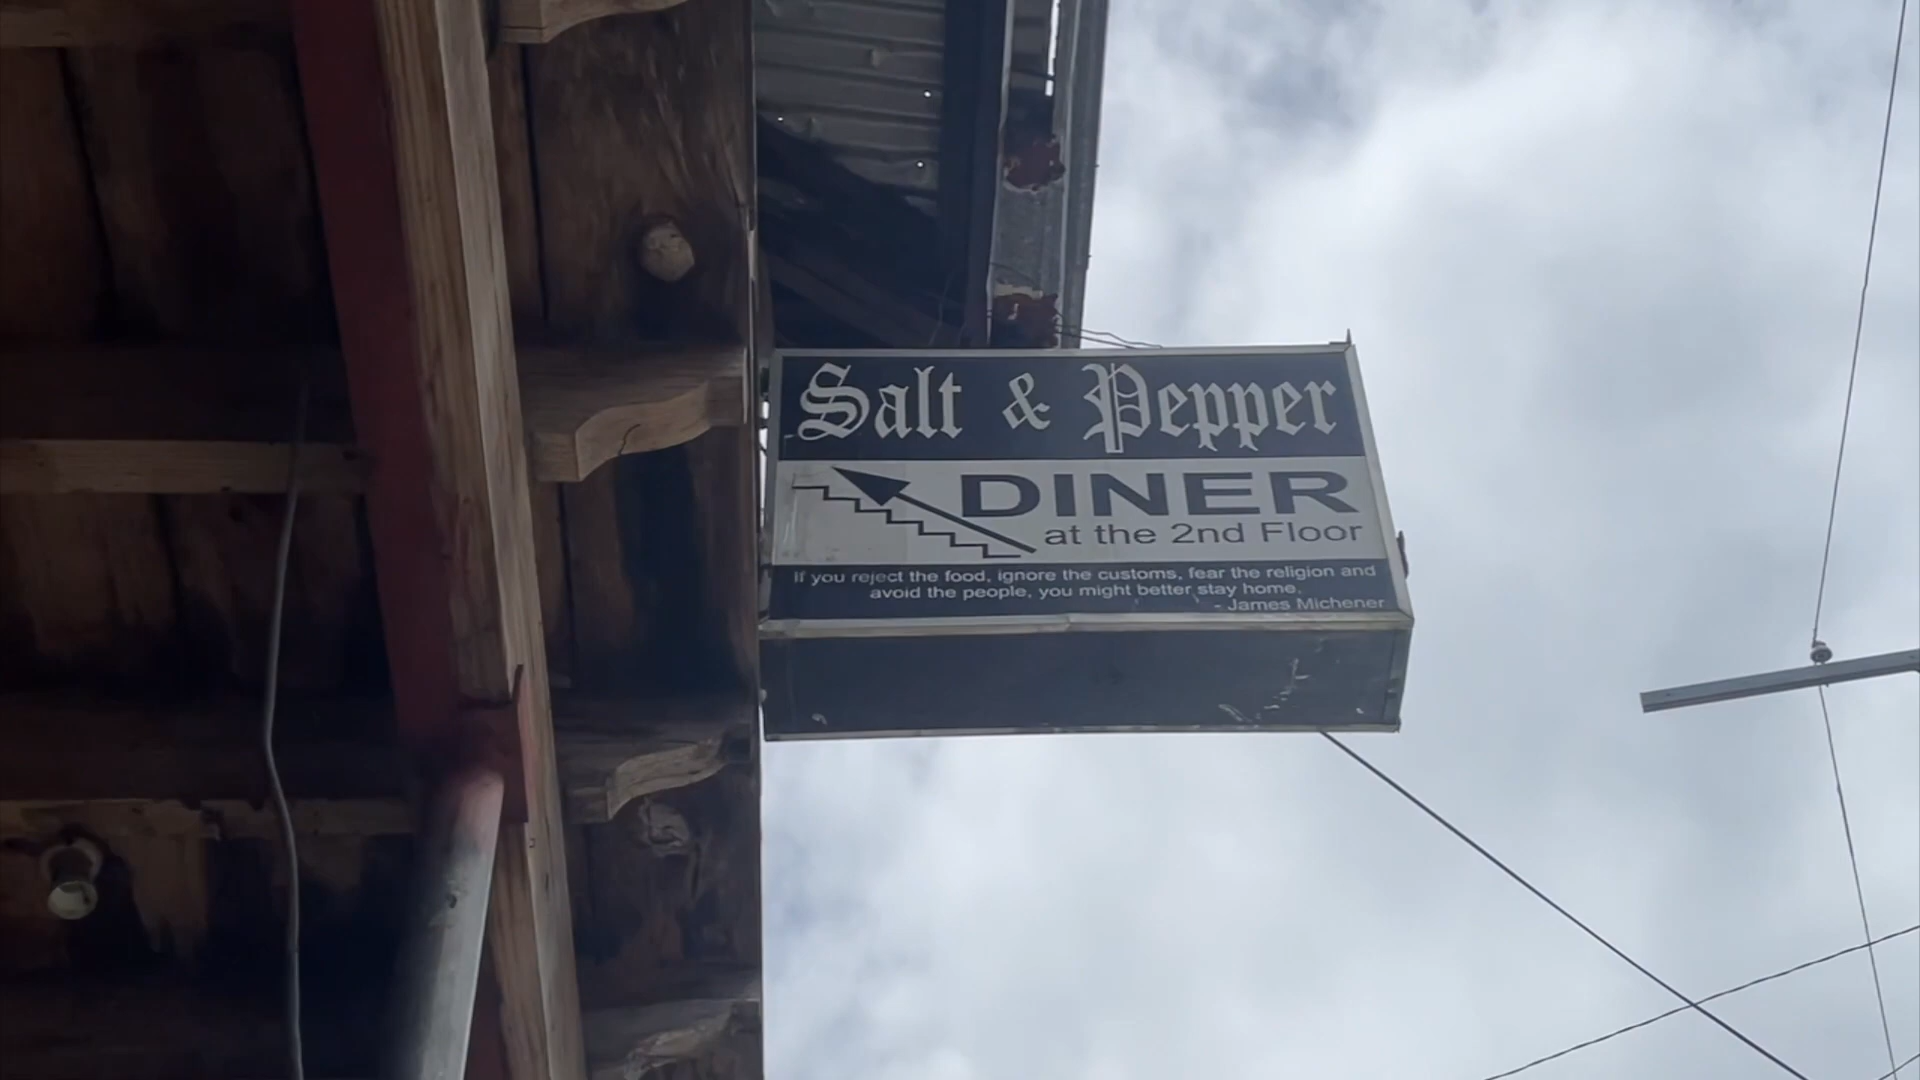 Salt & Pepper
DINER
at the 2nd Floor
If you reject the food, ignore the customs, fear the religion and
avoid the people, you might better stay home.
- James Michener